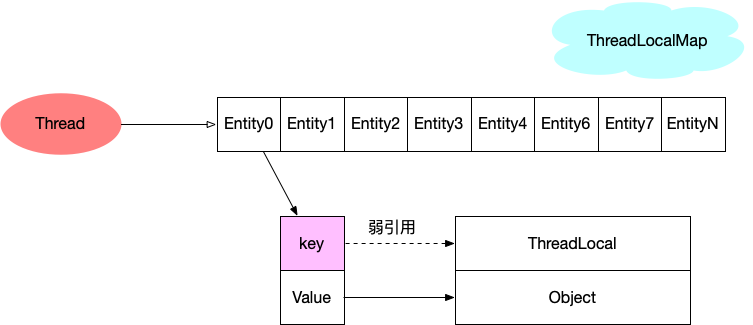 ThreadLocalMap
Thread
Entity0 Entity1 Entity2 Entity3 Entity4 Entity6 Entity7 EntityN
key
弱引用
ThreadLocal
Value
Object